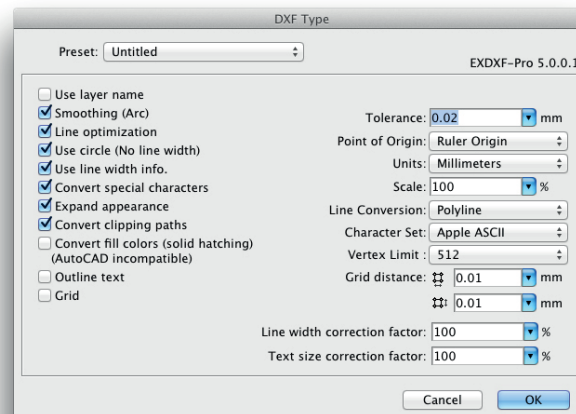 DXF Type
Preset: Untitled
EXDXF-Pro 5.0.0.1
Use layer name
Smoothing (Arc)
Line optimization
Use circle (No line width)
Use line width info.
Convert special characters
Expand appearance
Convert clipping paths
Convert fill colors (solid hatching)
(AutoCAD incompatible)
Outline text
Grid
Tolerance: 0.02 mm
Point of Origin: Ruler Origin
Units: Millimeters
Scale: 100 %
Line Conversion: Polyline
Character Set: Apple ASCII
Vertex Limit : 512
Grid distance: 0.01 mm
0.01 mm
Line width correction factor: 100 %
Text size correction factor: 100 %
Cancel OK